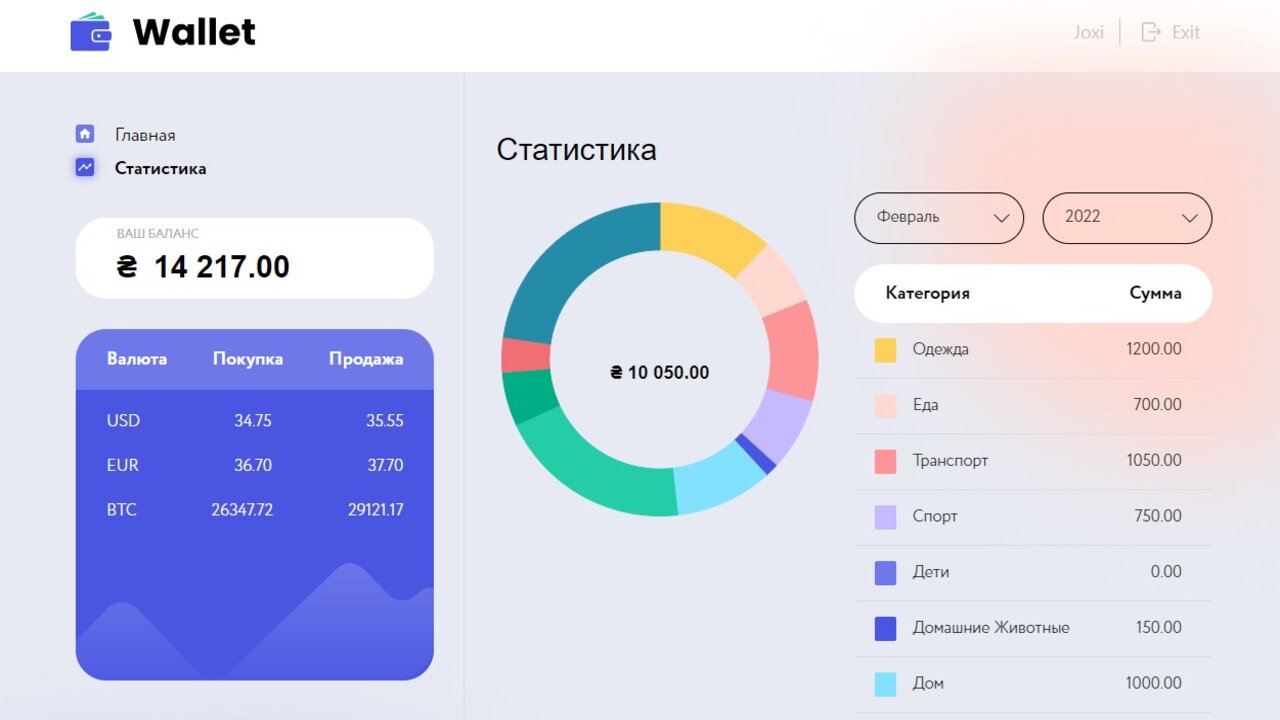 Wallet
Joxi
Exit
Главная
Статистика
ВАШ БАЛАНС
₴ 14 217.00
Валюта Покупка Продажа
USD 34.75 35.55
EUR 36.70 37.70
BTC 26347.72 29121.17
Статистика
₴ 10 050.00
Февраль
2022
Категория Сумма
Одежда 1200.00
Еда 700.00
Транспорт 1050.00
Спорт 750.00
Дети 0.00
Домашние Животные 150.00
Дом 1000.00